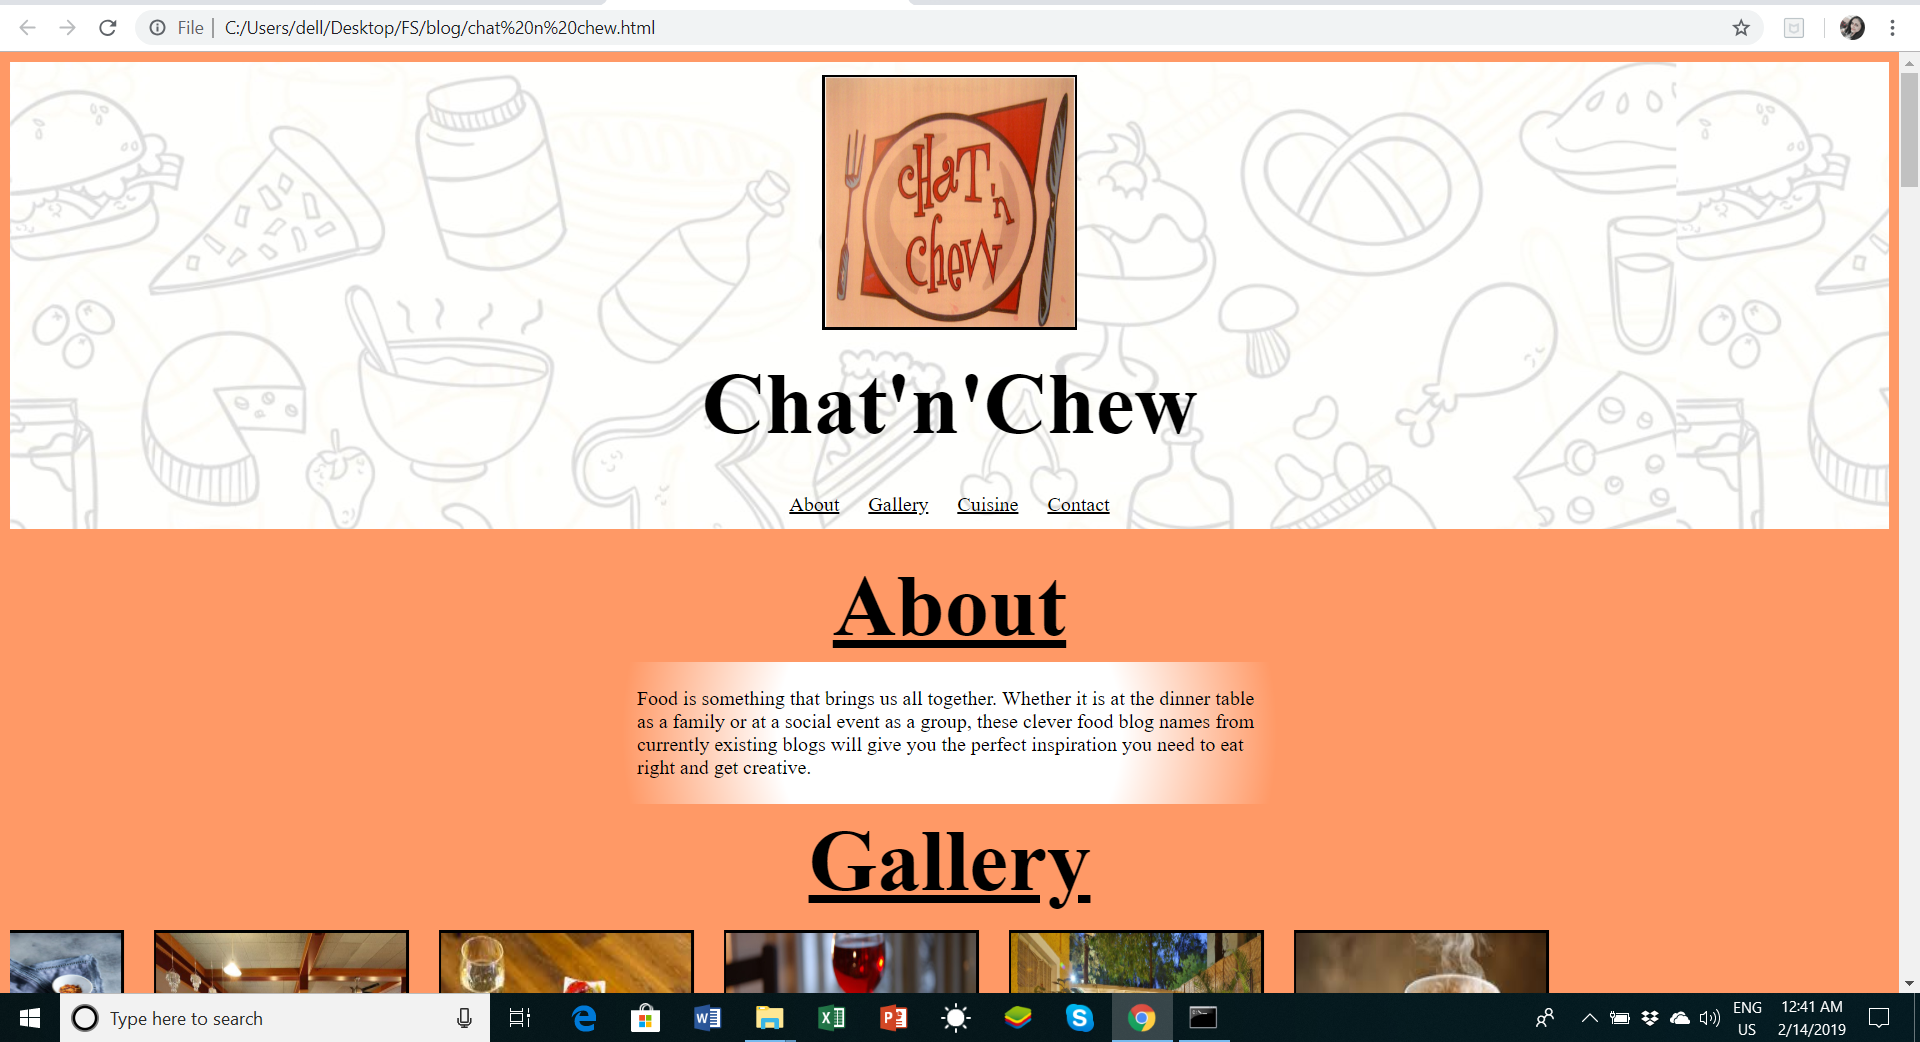 File | C:/Users/dell/Desktop/FS/blog/chat%20n%20chew.html
CHaT
'n
cheW
Chat'n'Chew
About Gallery Cuisine Contact
About
Food is something that brings us all together. Whether it is at the dinner table
as a family or at a social event as a group, these clever food blog names from
currently existing blogs will give you the perfect inspiration you need to eat
right and get creative.
Gallery
Type here to search
ENG
US
12:41 AM
2/14/2019